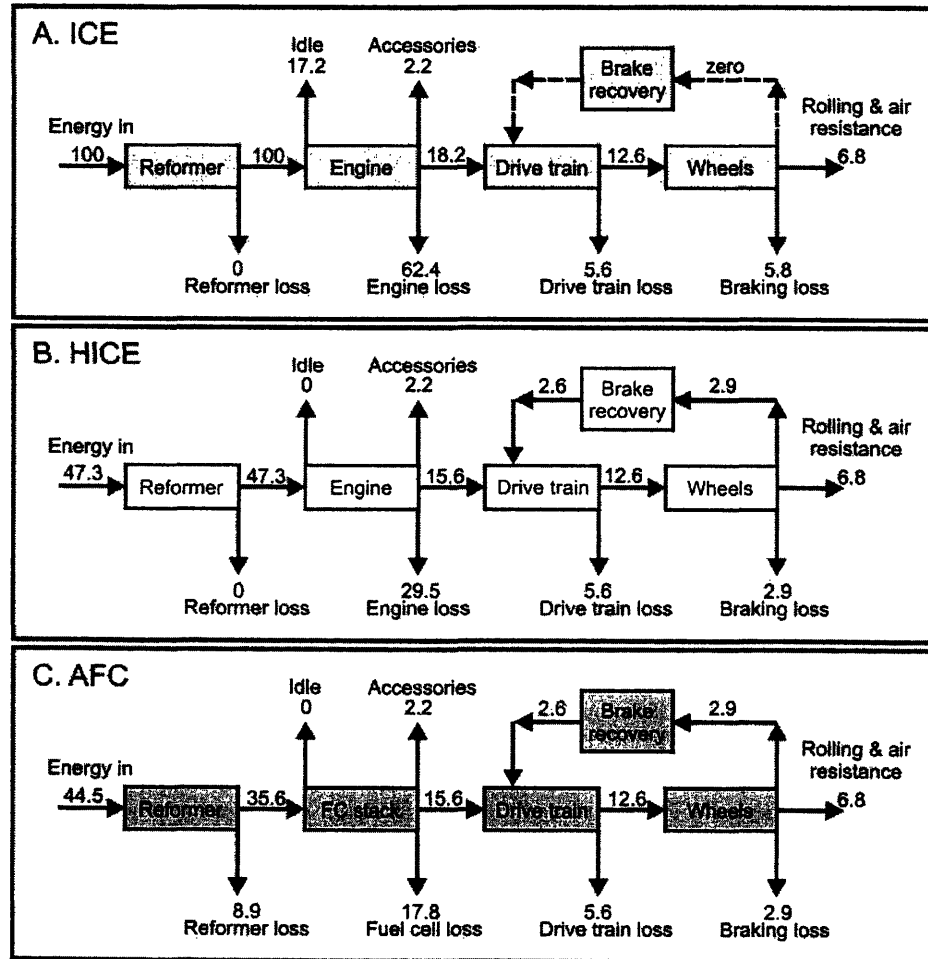 A. ICE
Idle
17.2
Accessories
2.2
Brake
recovery
zero
Rolling & air
resistance
6.8
Energy in
100
Reformer
100
Engine
18.2
Drive train
12.6
Wheels
0
Reformer loss
62.4
Engine loss
5.6
Drive train loss
5.8
Braking loss
B. HICE
Idle
0
Accessories
2.2
2.6
Brake
recovery
2.9
Rolling & air
resistance
6.8
Energy in
47.3
Reformer
47.3
Engine
15.6
Drive train
12.6
Wheels
0
Reformer loss
29.5
Engine loss
5.6
Drive train loss
2.9
Braking loss
C. AFC
Idle
0
Accessories
2.2
2.6
Brake
recovery
2.9
Rolling & air
resistance
6.8
Energy in
44.5
Reformer
35.6
FC stack
15.6
Drive train
12.6
Wheels
8.9
Reformer loss
17.8
Fuel cell loss
5.6
Drive train loss
2.9
Braking loss